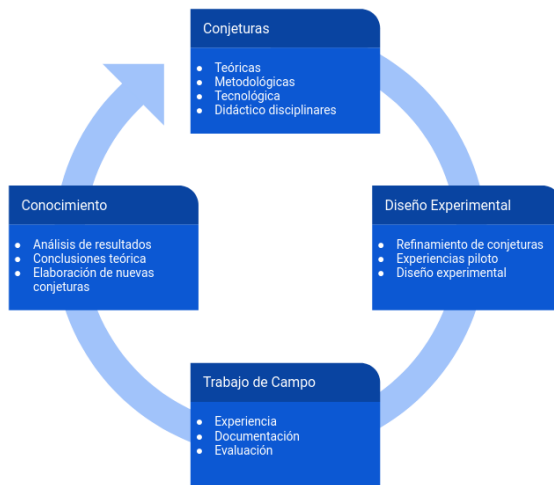 Conjeturas
● Teóricas
● Metodológicas
● Tecnológica
● Didáctico disciplinares
Diseño Experimental
● Refinamiento de conjeturas
● Experiencias piloto
● Diseño experimental
Trabajo de Campo
● Experiencia
● Documentación
● Evaluación
Conocimiento
● Análisis de resultados
● Conclusiones teórica
● Elaboración de nuevas
conjeturas